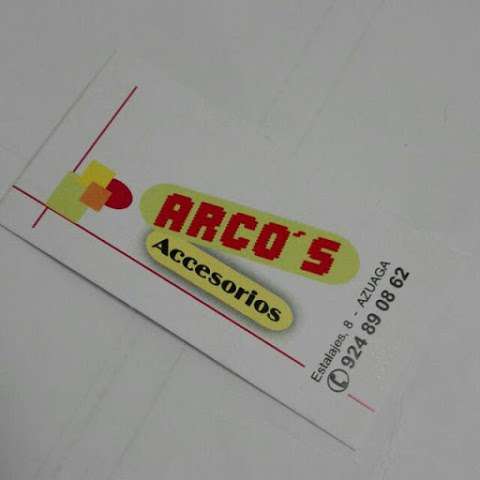 ARCO´S
Accesorios
Estalajes, 8 - AZUAGA
924 89 08 62